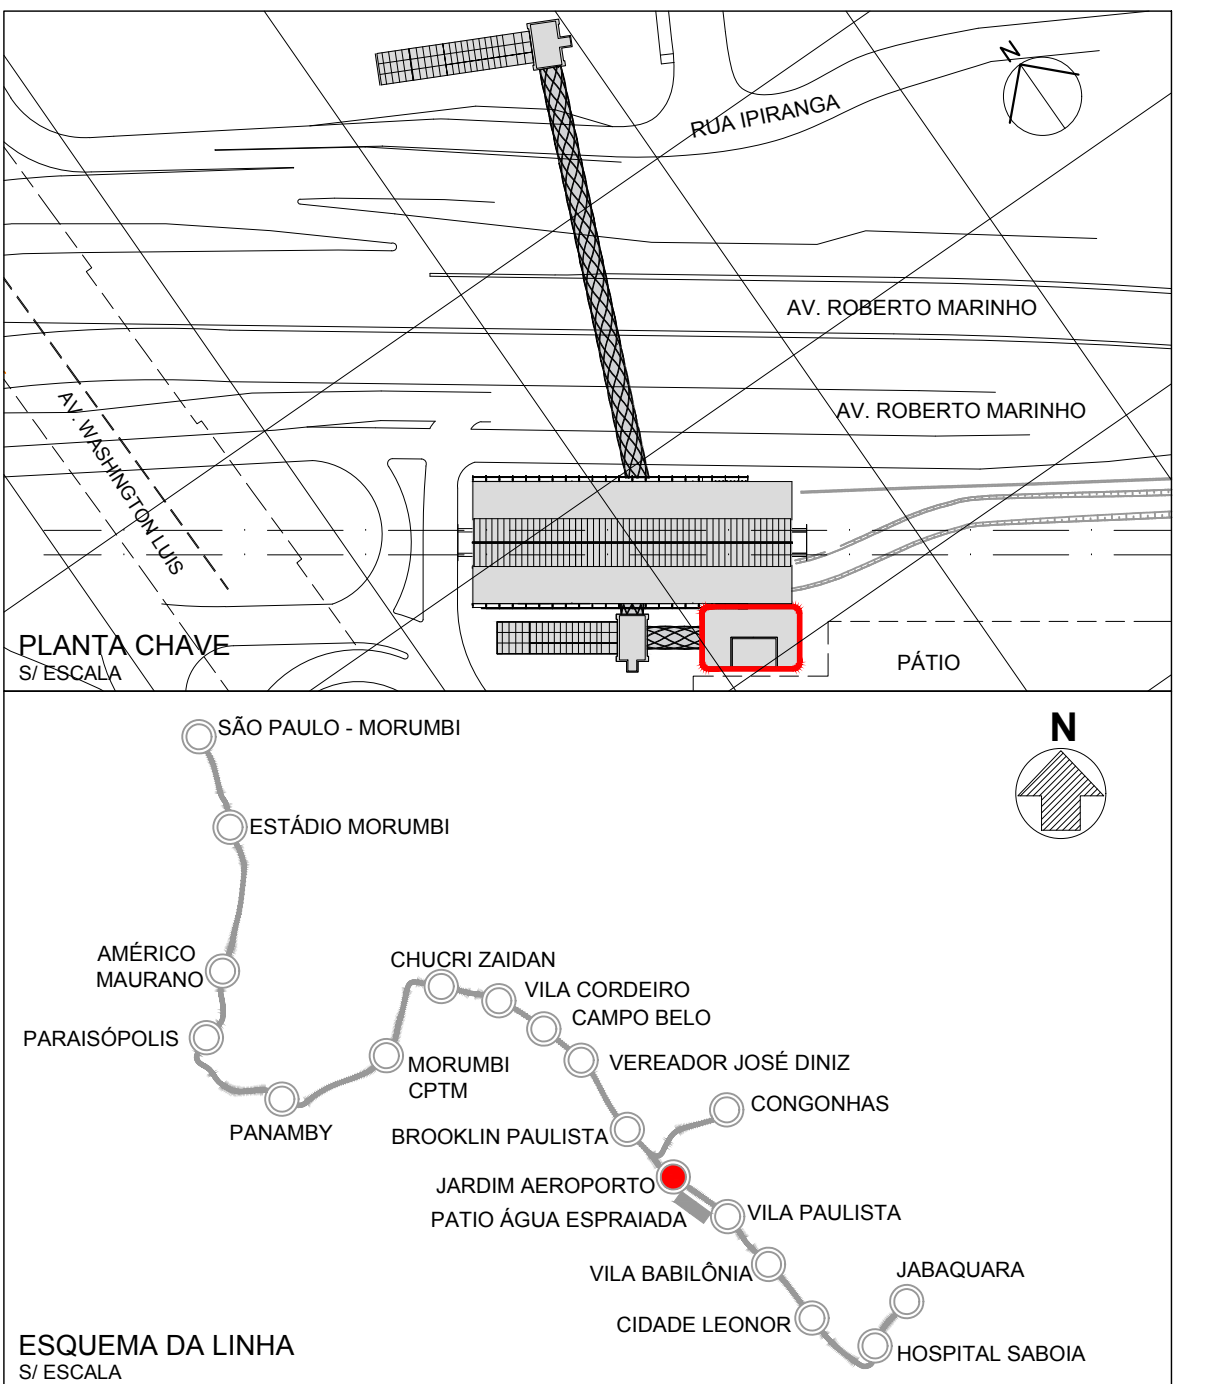 N
RUA IPIRANGA
AV. ROBERTO MARINHO
AV. ROBERTO MARINHO
AV. WASHINGTON LUIS
PLANTA CHAVE
S/ ESCALA
PÁTIO
N
SÃO PAULO - MORUMBI
ESTÁDIO MORUMBI
AMÉRICO
MAURANO
PARAISÓPOLIS
PANAMBY
MORUMBI
CPTM
CHUCRI ZAIDAN
VILA CORDEIRO
CAMPO BELO
VEREADOR JOSÉ DINIZ
CONGONHAS
BROOKLIN PAULISTA
JARDIM AEROPORTO
PATIO ÁGUA ESPRAIADA
VILA PAULISTA
VILA BABILÔNIA
JABAQUARA
CIDADE LEONOR
HOSPITAL SABOIA
ESQUEMA DA LINHA
S/ ESCALA